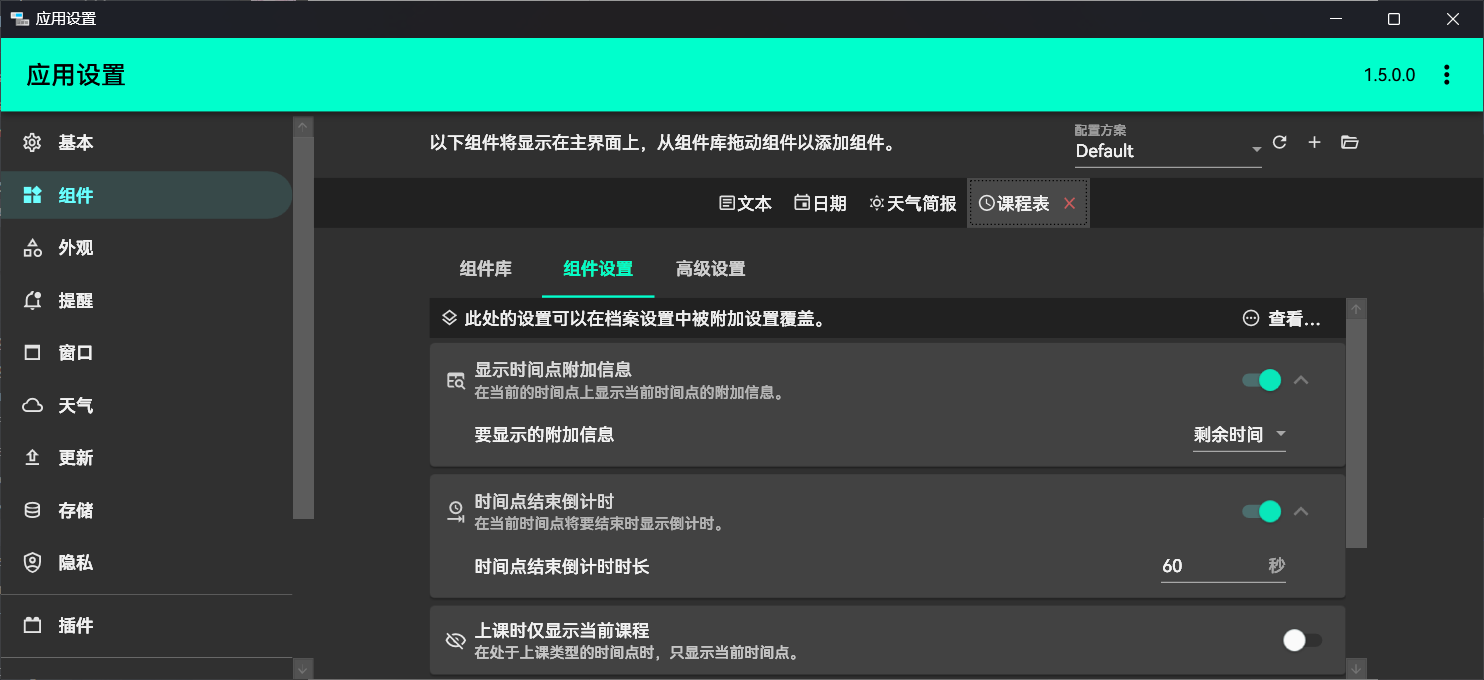 应用设置
应用设置
1.5.0.0
基本
组件
外观
提醒
窗口
天气
更新
存储
隐私
插件
以下组件将显示在主界面上，从组件库拖动组件以添加组件。
配置方案
Default
文本 日期 天气简报 课程表
组件库 组件设置 高级设置
此处的设置可以在档案设置中被附加设置覆盖。 查看...
显示时间点附加信息
在当前的时间点上显示当前时间点的附加信息。
要显示的附加信息 剩余时间
时间点结束倒计时
在当前时间点将要结束时显示倒计时。
时间点结束倒计时时长 60 秒
上课时仅显示当前课程
在处于上课类型的时间点时，只显示当前时间点。